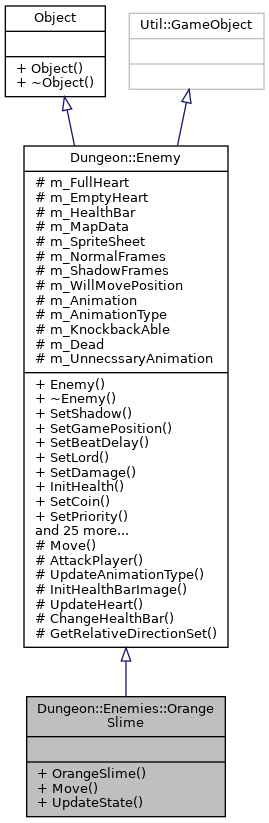 Object
+ Object()
+ ~Object()
Util::GameObject
Dungeon::Enemy
# m_FullHeart
# m_EmptyHeart
# m_HealthBar
# m_MapData
# m_SpriteSheet
# m_NormalFrames
# m_ShadowFrames
# m_WillMovePosition
# m_Animation
# m_AnimationType
# m_KnockbackAble
# m_Dead
# m_UnnecssaryAnimation
+ Enemy()
+ ~Enemy()
+ SetShadow()
+ SetGamePosition()
+ SetBeatDelay()
+ SetLord()
+ SetDamage()
+ InitHealth()
+ SetCoin()
+ SetPriority()
and 25 more...
# Move()
# AttackPlayer()
# UpdateAnimationType()
# InitHealthBarImage()
# UpdateHeart()
# ChangeHealthBar()
# GetRelativeDirectionSet()
Dungeon::Enemies::Orange
Slime
+ OrangeSlime()
+ Move()
+ UpdateState()